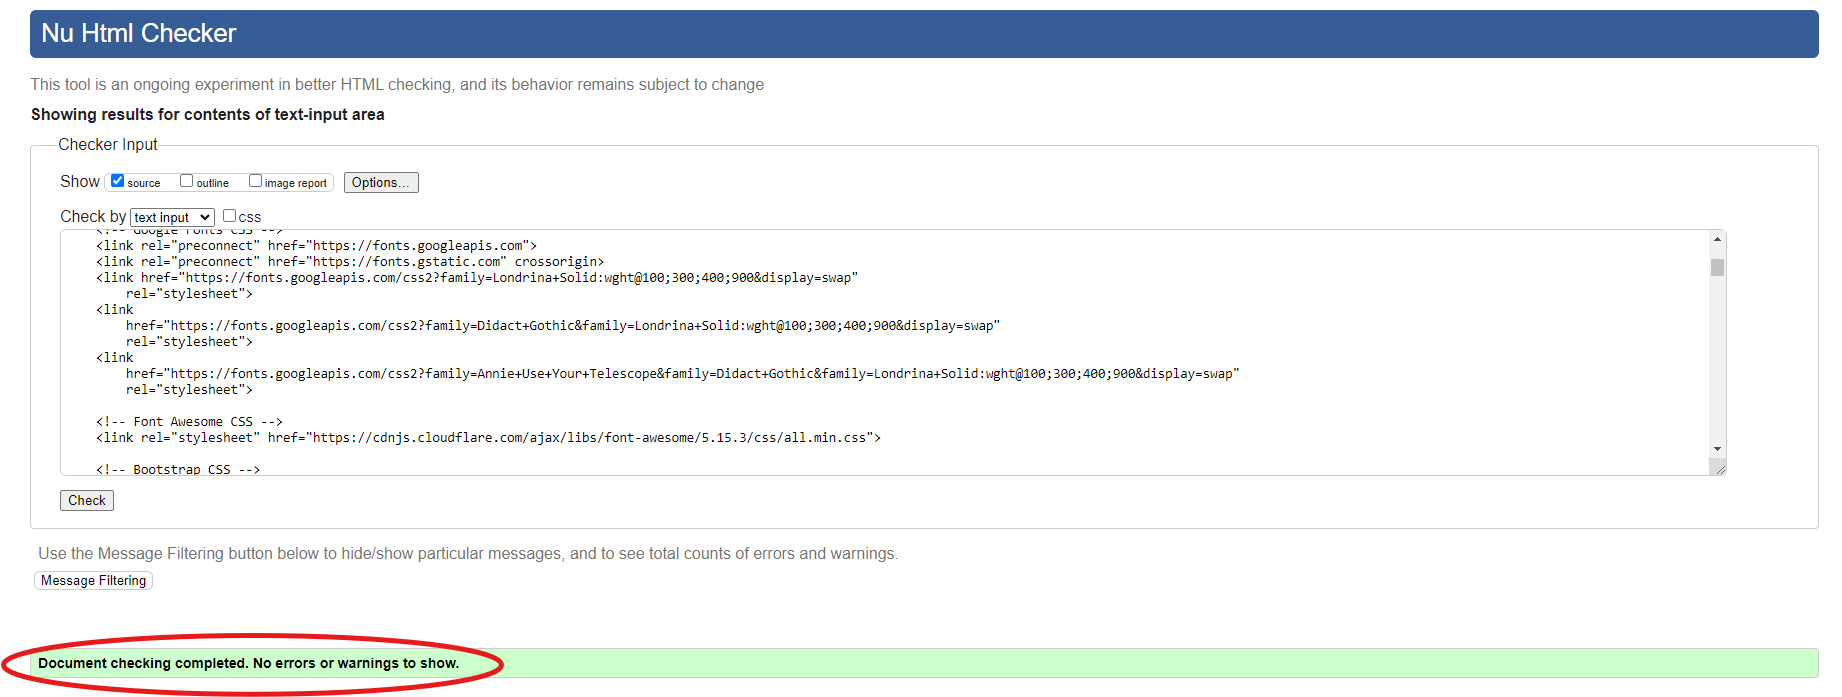 Nu Html Checker
This tool is an ongoing experiment in better HTML checking, and its behavior remains subject to change
Showing results for contents of text-input area
Checker Input
Show source outline image report Options...
Check by text input css
<!-- Google Fonts CSS -->
<link rel="preconnect" href="https://fonts.googleapis.com">
<link rel="preconnect" href="https://fonts.gstatic.com" crossorigin>
<link href="https://fonts.googleapis.com/css2?family=Londrina+Solid:wght@100;300;400;900&display=swap"
rel="stylesheet">
<link
href="https://fonts.googleapis.com/css2?family=Didact+Gothic&family=Londrina+Solid:wght@100;300;400;900&display=swap"
rel="stylesheet">
<link
href="https://fonts.googleapis.com/css2?family=Annie+Use+Your+Telescope&family=Didact+Gothic&family=Londrina+Solid:wght@100;300;400;900&display=swap"
rel="stylesheet">
<!-- Font Awesome CSS -->
<link rel="stylesheet" href="https://cdnjs.cloudflare.com/ajax/libs/font-awesome/5.15.3/css/all.min.css">
<!-- Bootstrap CSS -->
Check
Use the Message Filtering button below to hide/show particular messages, and to see total counts of errors and warnings.
Message Filtering
Document checking completed. No errors or warnings to show.